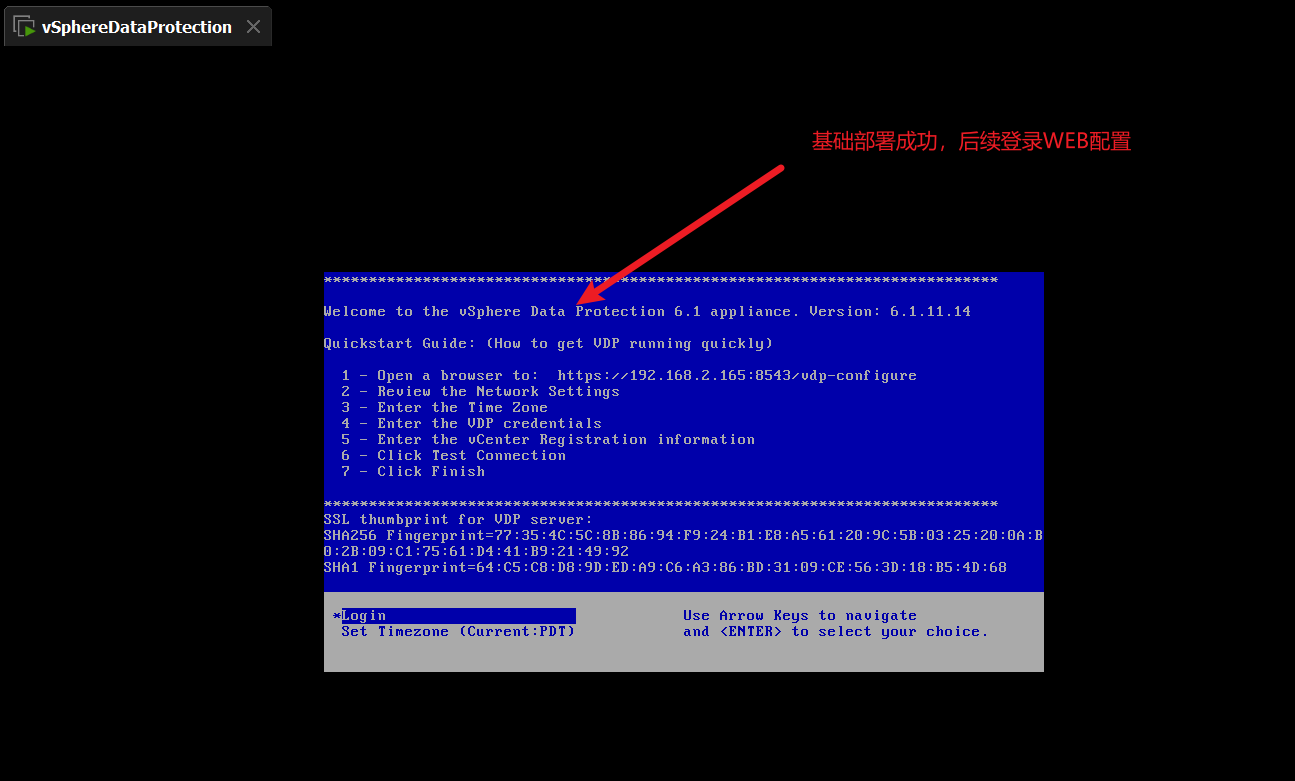 vSphereDataProtection
基础部署成功，后续登录WEB配置
***************************************************************************
Welcome to the vSphere Data Protection 6.1 appliance. Version: 6.1.11.14
Quickstart Guide: (How to get VDP running quickly)
1 - Open a browser to:  https://192.168.2.165:8543/vdp-configure
2 - Review the Network Settings
3 - Enter the Time Zone
4 - Enter the VDP credentials
5 - Enter the vCenter Registration information
6 - Click Test Connection
7 - Click Finish
***************************************************************************
SSL thumbprint for VDP server:
SHA256 Fingerprint=77:35:4C:5C:8B:86:94:F9:24:B1:E8:A5:61:20:9C:5B:03:25:20:0A:B
0:2B:09:C1:75:61:D4:41:B9:21:49:92
SHA1 Fingerprint=64:C5:C8:D8:9D:ED:A9:C6:A3:86:BD:31:09:CE:56:3D:18:B5:4D:68
*Login Use Arrow Keys to navigate
Set Timezone (Current:PDT) and <ENTER> to select your choice.